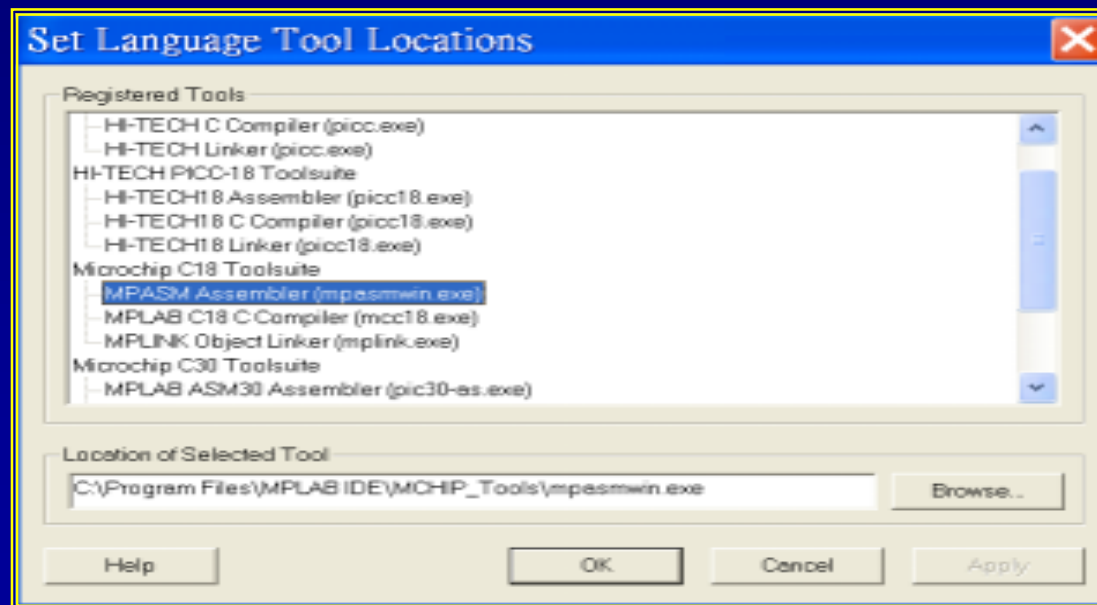 Set Language Tool Locations
Registered Tools
HI-TECH C Compiler (picc.exe)
HI-TECH Linker (picc.exe)
HI-TECH PICC-18 Toolsuite
HI-TECH18 Assembler (picc18.exe)
HI-TECH18 C Compiler (picc18.exe)
HI-TECH18 Linker (picc18.exe)
Microchip C18 Toolsuite
MPASM Assembler (mpasmwin.exe)
MPLAB C18 C Compiler (mcc18.exe)
MPLINK Object Linker (mplink.exe)
Microchip C30 Toolsuite
MPLAB ASM30 Assembler (pic30-as.exe)
Location of Selected Tool
C:\Program Files\MPLAB IDE\MCHIP_Tools\mpasmwin.exe
Browse...
Help
OK
Cancel
Apply